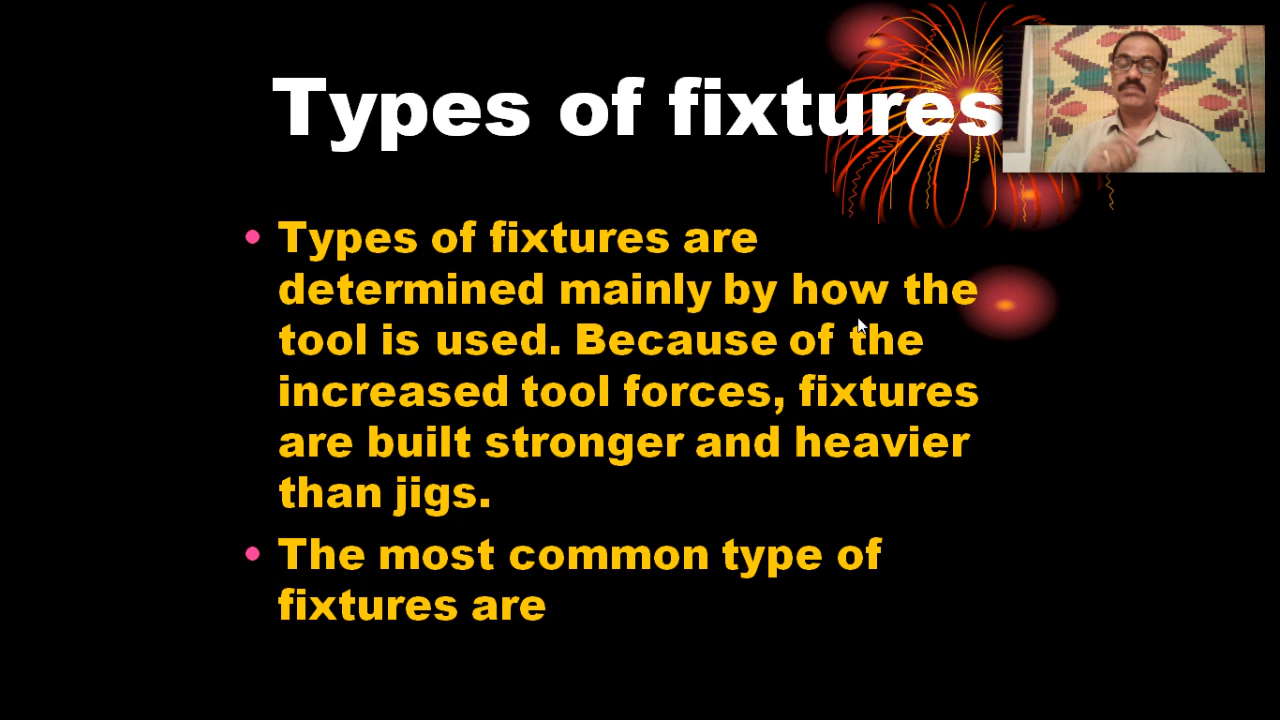 Types of fixtures
• Types of fixtures are
determined mainly by how the
tool is used. Because of the
increased tool forces, fixtures
are built stronger and heavier
than jigs.
• The most common type of
fixtures are